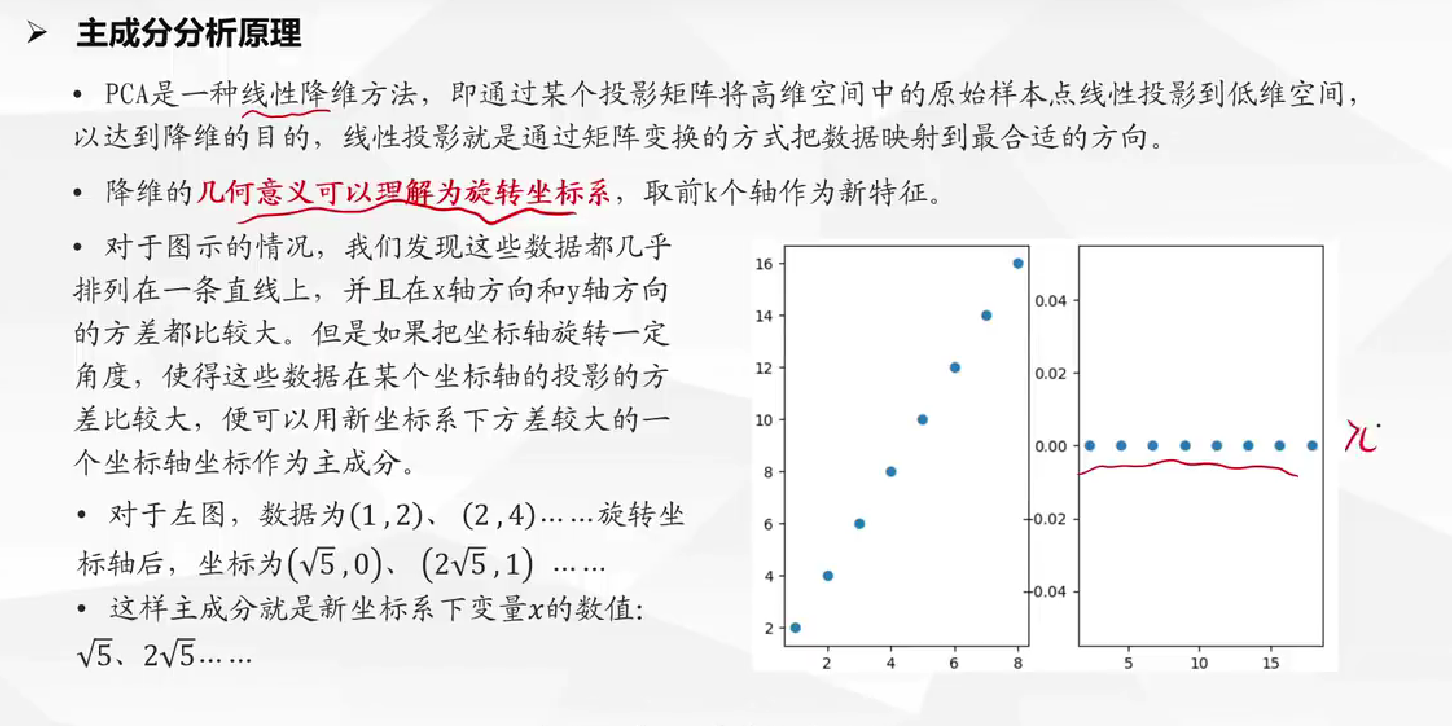 ➢ 主成分分析原理
• PCA是一种线性降维方法，即通过某个投影矩阵将高维空间中的原始样本点线性投影到低维空间，
以达到降维的目的，线性投影就是通过矩阵变换的方式把数据映射到最合适的方向。
• 降维的几何意义可以理解为旋转坐标系，取前k个轴作为新特征。
• 对于图示的情况，我们发现这些数据都几乎
排列在一条直线上，并且在x轴方向和y轴方向
的方差都比较大。但是如果把坐标轴旋转一定
角度，使得这些数据在某个坐标轴的投影的方
差比较大，便可以用新坐标系下方差较大的一
个坐标轴坐标作为主成分。
• 对于左图，数据为(1,2)、 (2,4)……旋转坐
标轴后，坐标为(√5,0)、 (2√5,1) ……
• 这样主成分就是新坐标系下变量x的数值:
√5、2√5……
16
14
12
10
8
6
4
2
2 4 6 8
0.04
0.02
0.00
−0.02
−0.04
5 10 15